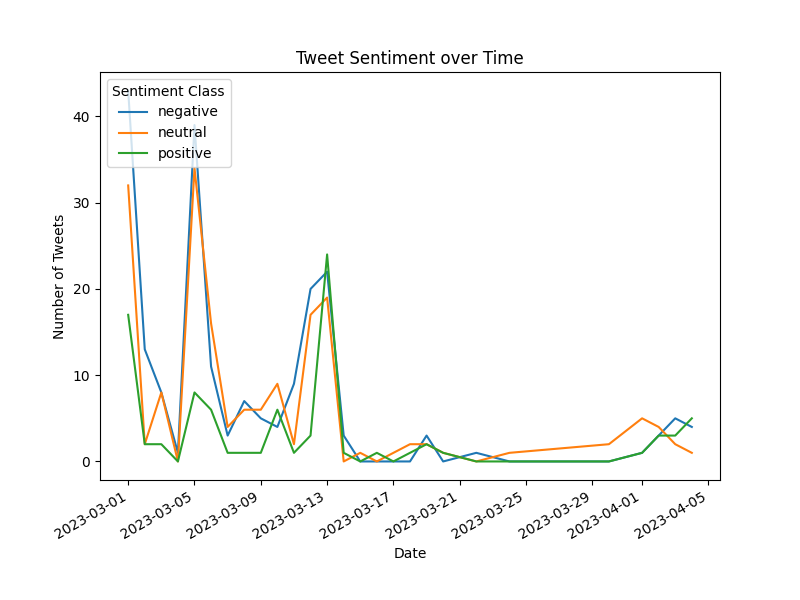 Tweet Sentiment over Time
Sentiment Class
negative
neutral
positive
40
30
20
10
0
Number of Tweets
2023-03-01
2023-03-05
2023-03-09
2023-03-13
2023-03-17
2023-03-21
2023-03-25
2023-03-29
2023-04-01
2023-04-05
Date